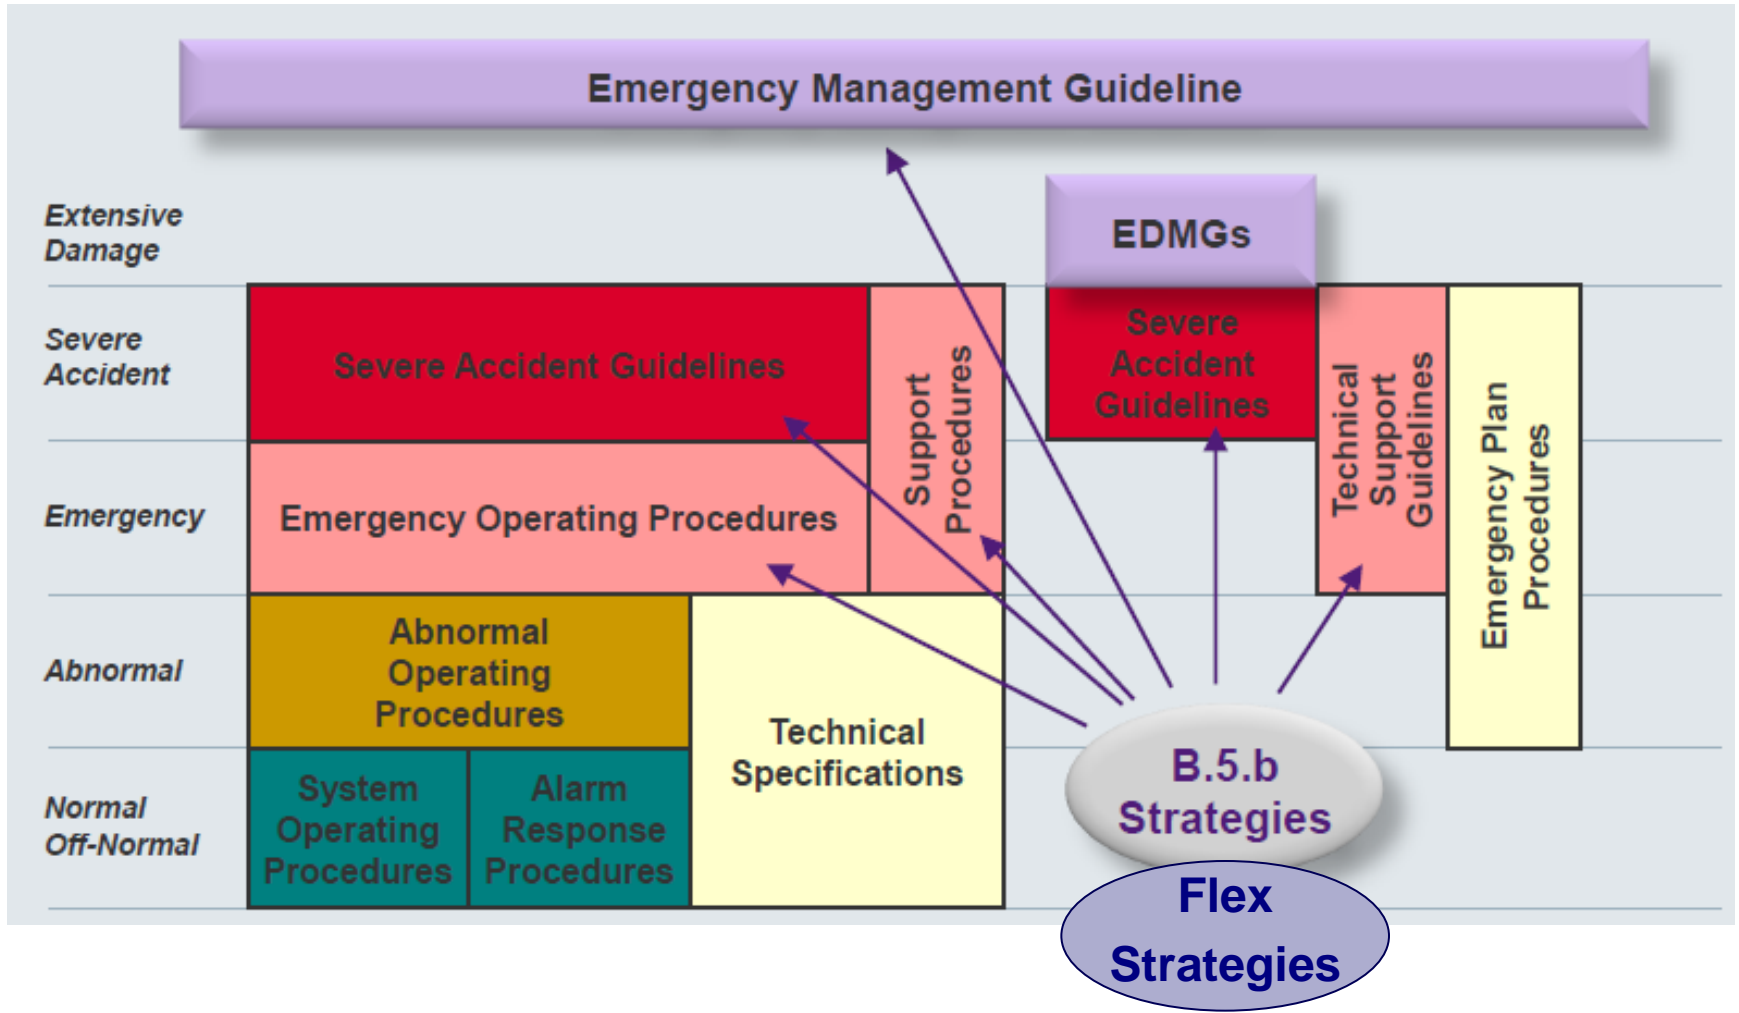 Emergency Management Guideline
Extensive
Damage
EDMGs
Severe
Accident
Severe Accident Guidelines
Support
Procedures
Severe
Accident
Guidelines
Technical
Support
Guidelines
Emergency Plan
Procedures
Emergency
Emergency Operating Procedures
Abnormal
Abnormal
Operating
Procedures
Technical
Specifications
Normal
Off-Normal
System
Operating
Procedures
Alarm
Response
Procedures
B.5.b
Strategies
Flex
Strategies